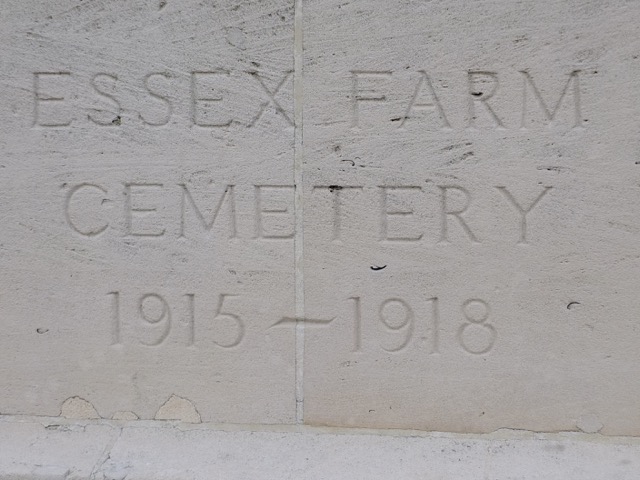 ESSEX FARM
CEMETERY
1915 — 1918